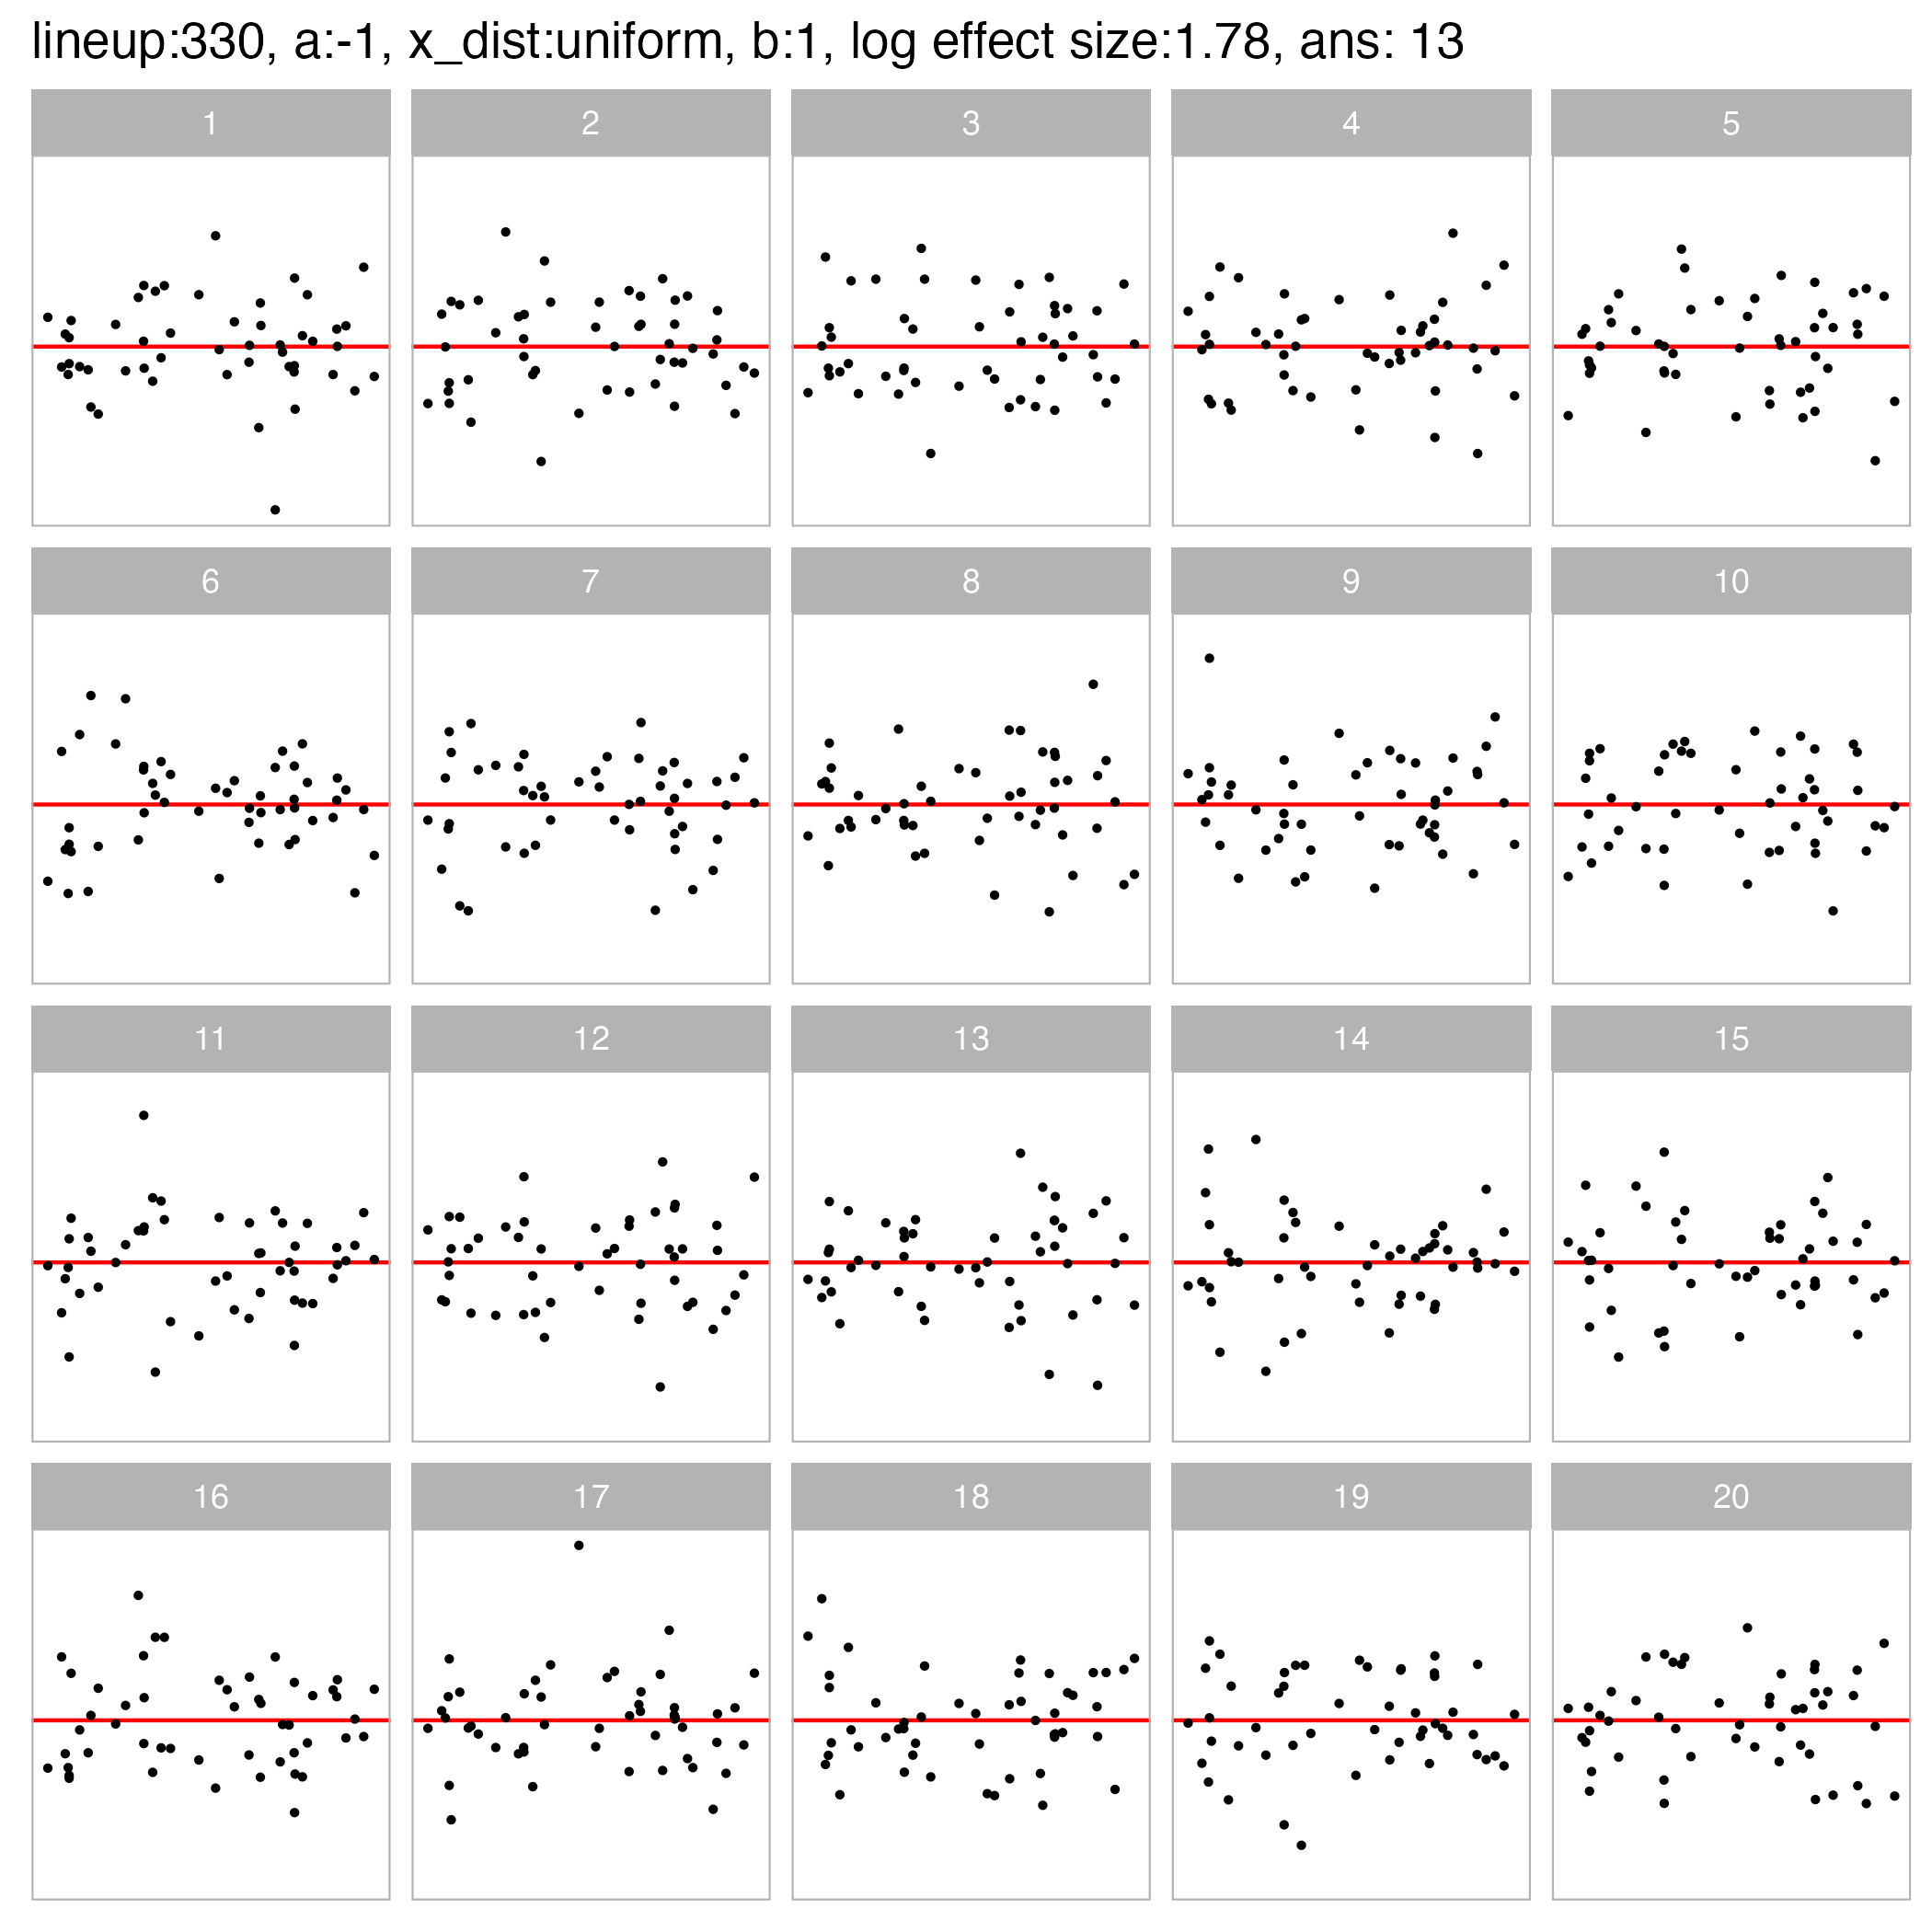 lineup:330, a:-1, x_dist:uniform, b:1, log effect size:1.78, ans: 13
1 2 3 4 5
6 7 8 9 10
11 12 13 14 15
16 17 18 19 20